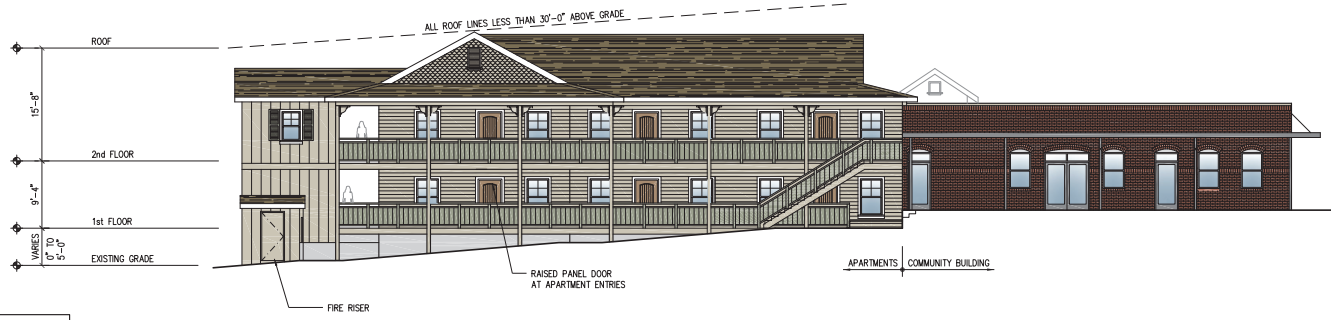 ALL ROOF LINES LESS THAN 30'-0" ABOVE GRADE
ROOF
15'-8"
2nd FLOOR
9'-4"
1st FLOOR
VARIES
0" TO
5'-0"
EXISTING GRADE
APARTMENTS
COMMUNITY BUILDING
RAISED PANEL DOOR
AT APARTMENT ENTRIES
FIRE RISER